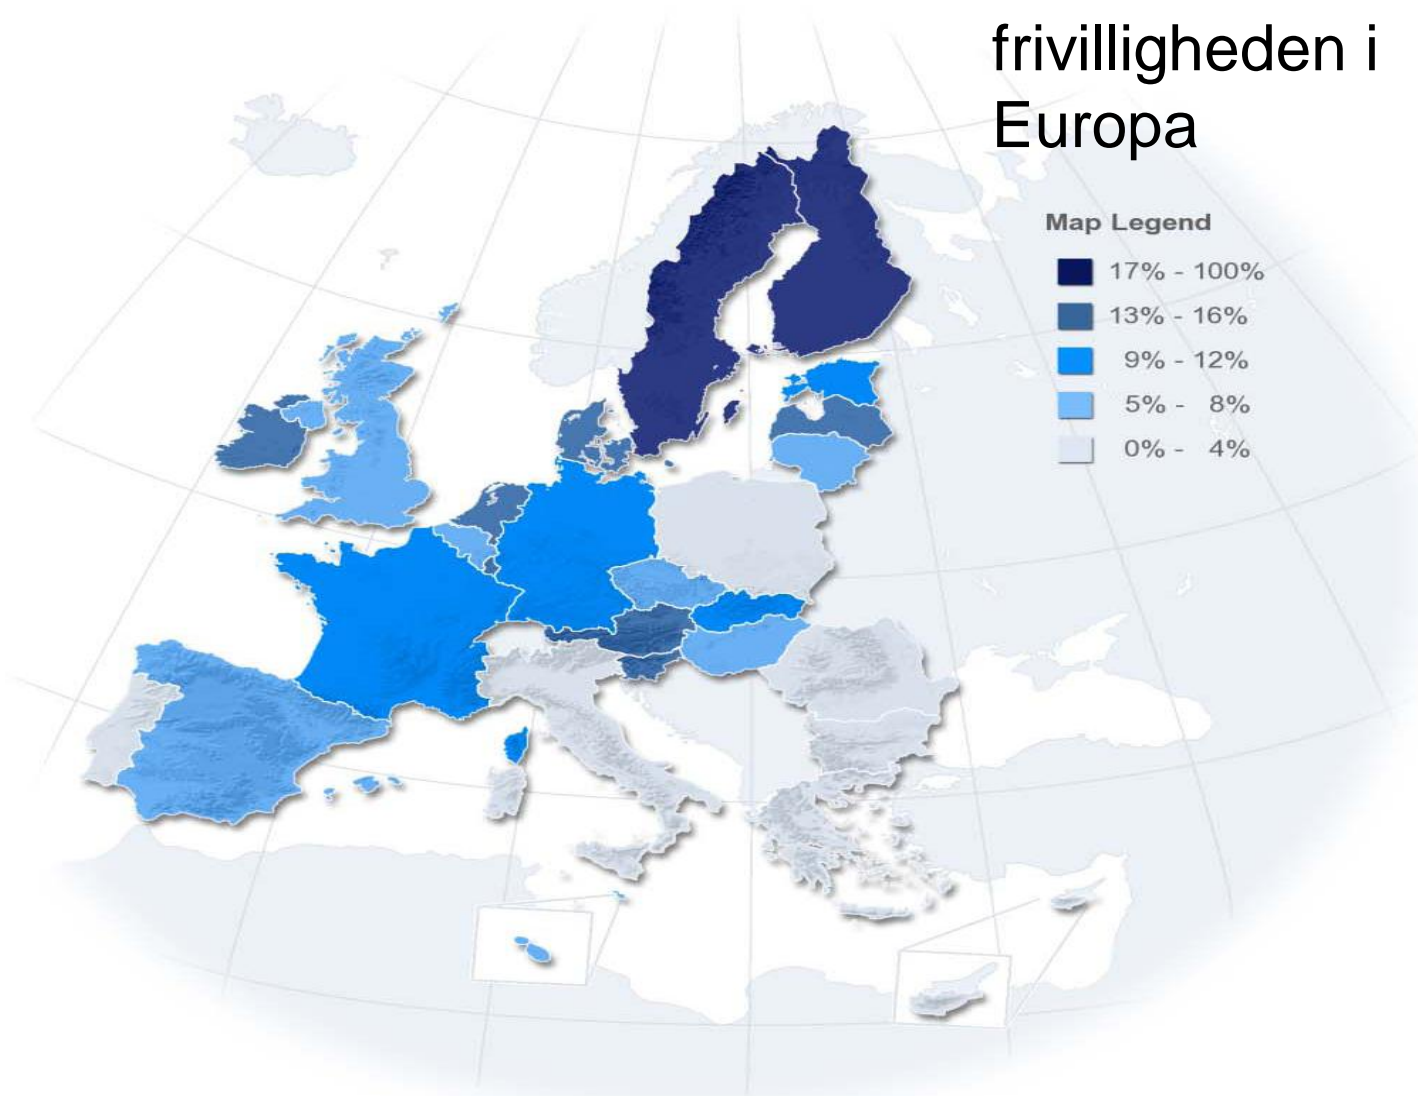 frivilligheden i
Europa
Map Legend
17% - 100%
13% - 16%
9% - 12%
5% - 8%
0% - 4%